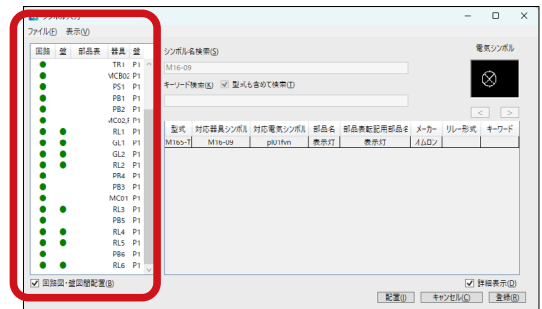 ファイル(F) 表示(V)
回路 盤 部品表 器具 盤
TR1 P1
MCB02 P1
PS1 P1
PB1 P1
PB2 P1
MC02,F P1
RL1 P1
GL1 P1
GL2 P1
RL2 P1
PB4 P1
PB3 P1
MC01 P1
RL3 P1
PB5 P1
RL4 P1
RL5 P1
PB6 P1
RL6 P1
回路図・盤図間配置(B)
シンボル名検索(S)
M16-09
キーワード検索(K) 型式も含めて検索(T)
電気シンボル
< >
型式 対応器具シンボル 対応電気シンボル 部品名 部品表転記用部品名 メーカー リレー形式 キーワード
M165-T M16-09 pl01fvn 表示灯 表示灯 オムロン
詳細表示(D)
配置(I) キャンセル(C) 登録(R)